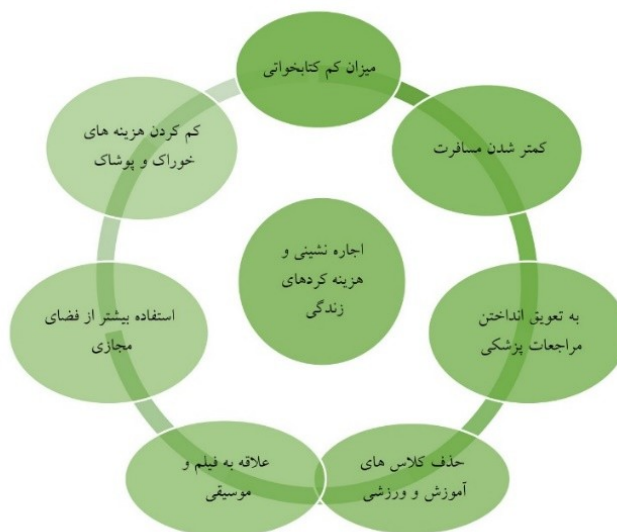 میزان کم کتابخواتی
کمتر شدن مسافرت
به تعویق انداختن
مراجعات پزشکی
حذف کلاس های
آموزش و ورزشی
علاقه به فیلم و
موسیقی
استفاده بیشتر از فضای
مجازی
کم کردن هزینه های
خوراک و پوشاک
اجاره نشینی و
هزینه کردهای
زندگی